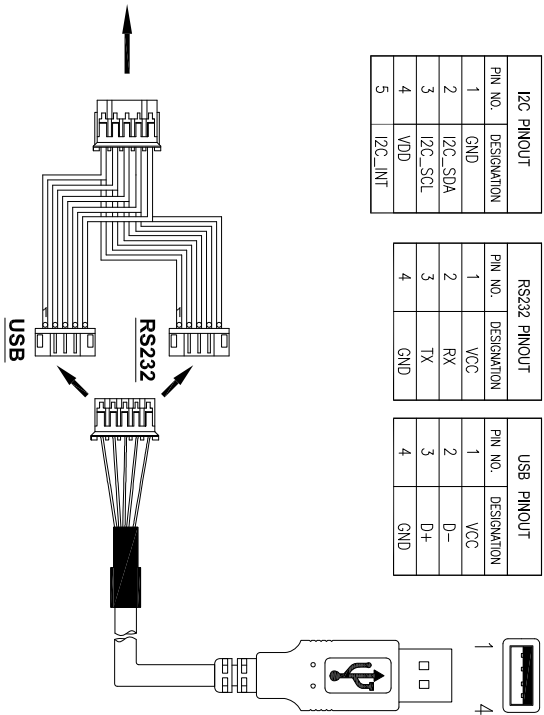 I2C PINOUT
PIN NO. DESIGNATION
1 GND
2 I2C_SDA
3 I2C_SCL
4 VDD
5 I2C_INT
RS232 PINOUT
PIN NO. DESIGNATION
1 VCC
2 RX
3 TX
4 GND
USB PINOUT
PIN NO. DESIGNATION
1 VCC
2 D-
3 D+
4 GND
1
RS232
1
USB
1 4